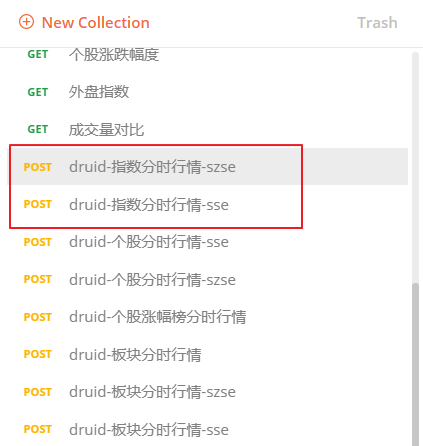 New Collection
Trash
GET 个股涨跌幅度
GET 外盘指数
GET 成交量对比
POST druid-指数分时行情-szse
POST druid-指数分时行情-sse
POST druid-个股分时行情-sse
POST druid-个股分时行情-szse
POST druid-个股涨幅榜分时行情
POST druid-板块分时行情
POST druid-板块分时行情-szse
POST druid-板块分时行情-sse